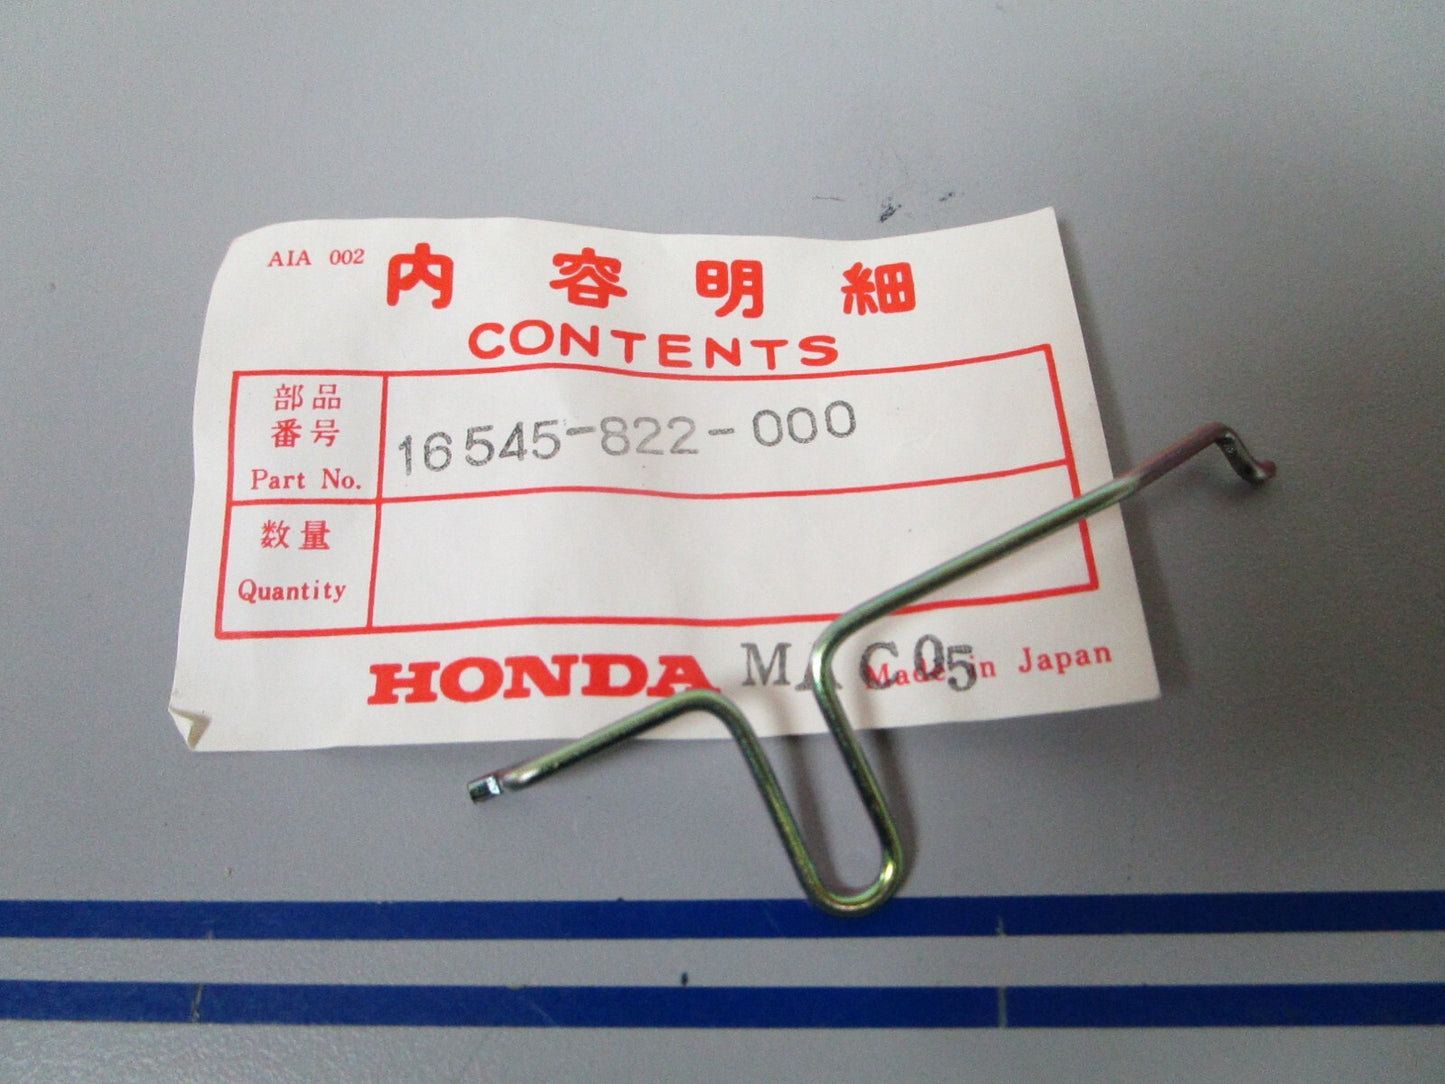 AIA 002
内容明細
CONTENTS
部品
番号
Part No.
16545-822-000
数量
Quantity
HONDA
Made in Japan